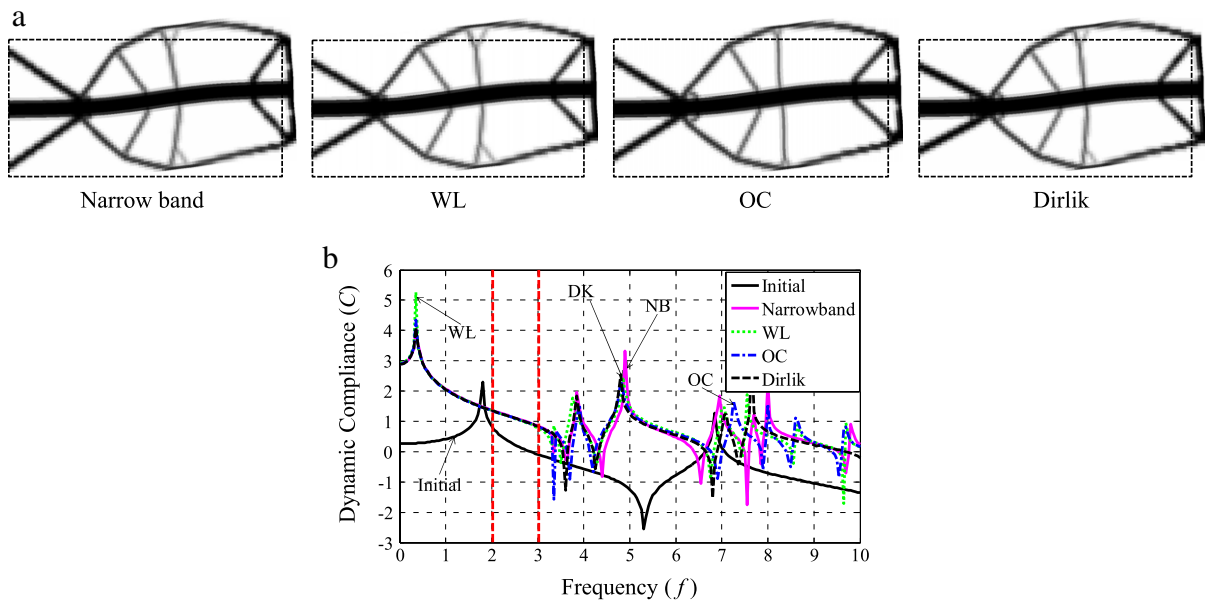 a
Narrow band WL OC Dirlik
b
Dynamic Compliance (C)
6
5
4
3
2
1
0
-1
-2
-3
0 1 2 3 4 5 6 7 8 9 10
Frequency (f)
WL
DK
NB
OC
Initial
Initial
Narrowband
WL
OC
Dirlik